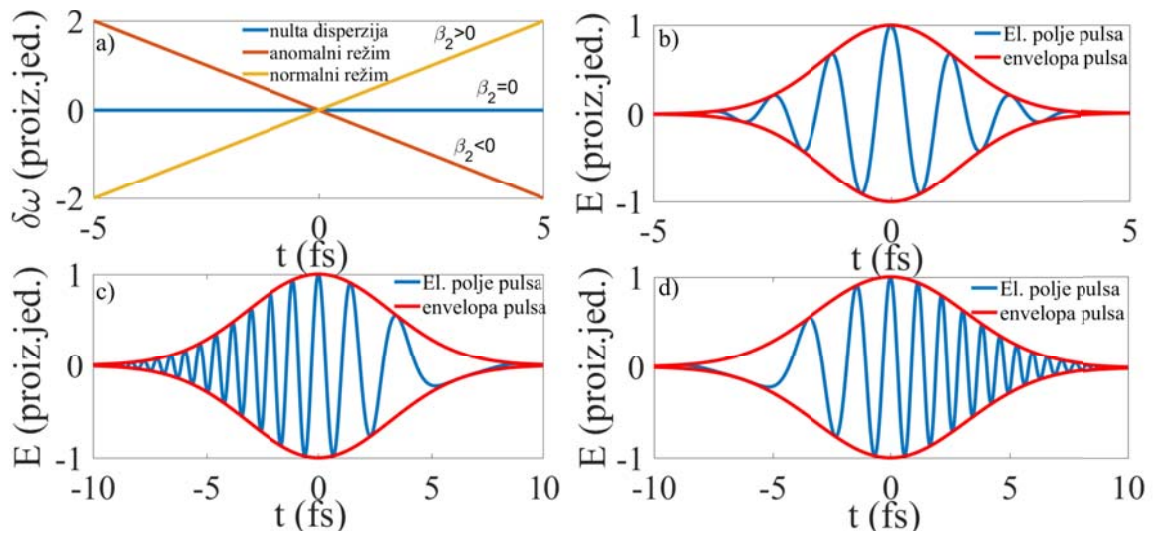 a)
δω (proiz.jed.)
2
0
-2
nulta disperzija
anomalni režim
normalni režim
β2>0
β2=0
β2<0
-5
0
5
t (fs)
b)
E (proiz.jed.)
1
0
-1
El. polje pulsa
envelopa pulsa
-5
0
5
t (fs)
c)
E (proiz.jed.)
1
0
-1
El. polje pulsa
envelopa pulsa
-10
-5
0
5
10
t (fs)
d)
E (proiz.jed.)
1
0
-1
El. polje pulsa
envelopa pulsa
-10
-5
0
5
10
t (fs)